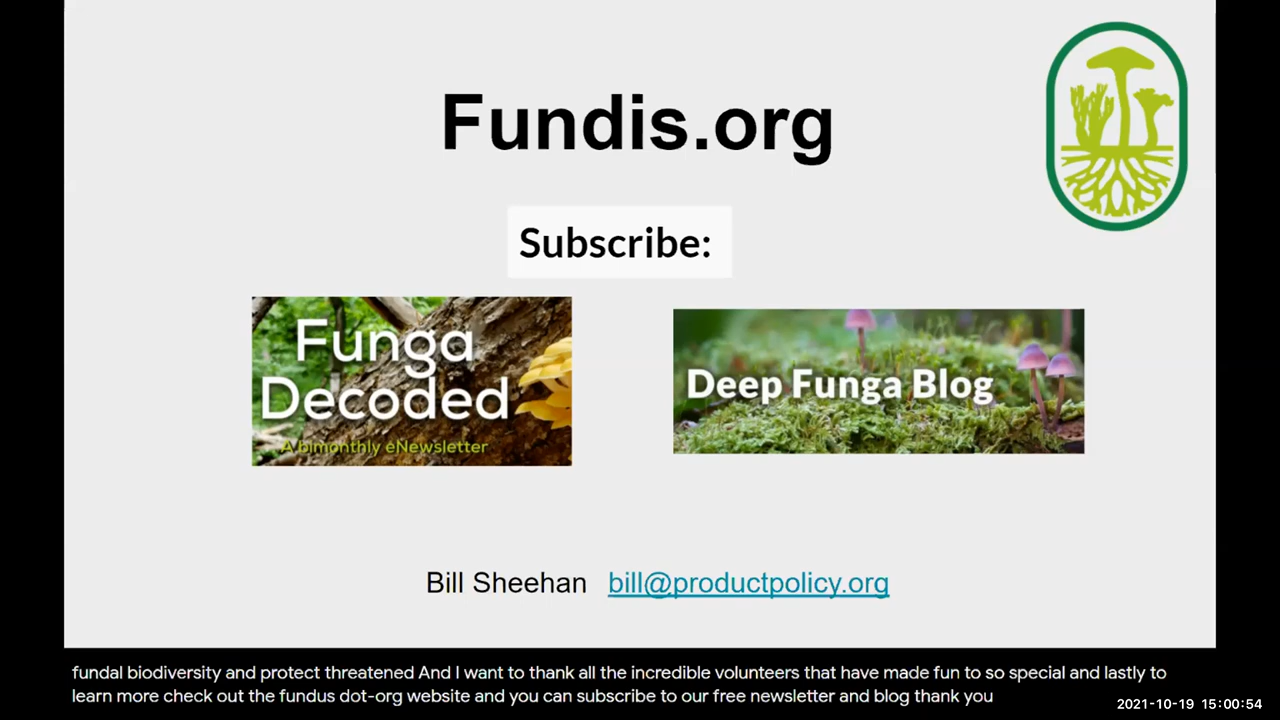 Fundis.org
Subscribe:
Funga
Decoded
A bimonthly eNewsletter
Deep Funga Blog
Bill Sheehan bill@productpolicy.org
fundal biodiversity and protect threatened And I want to thank all the incredible volunteers that have made fun to so special and lastly to
learn more check out the fundus dot-org website and you can subscribe to our free newsletter and blog thank you
2021-10-19 15:00:54